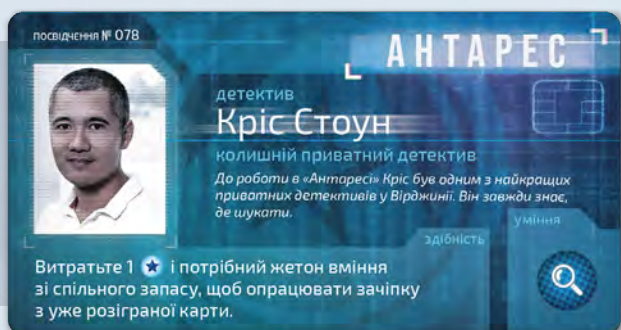 посвідчення № 078
АНТАРЕС
детектив
Кріс Стоун
колишній приватний детектив
До роботи в «Антаресі» Кріс був одним з найкращих
приватних детективів у Вірджинії. Він завжди знає,
де шукати.
уміння
здібність
Витратьте 1 і потрібний жетон вміння
зі спільного запасу, щоб опрацювати зачіпку
з уже розіграної карти.